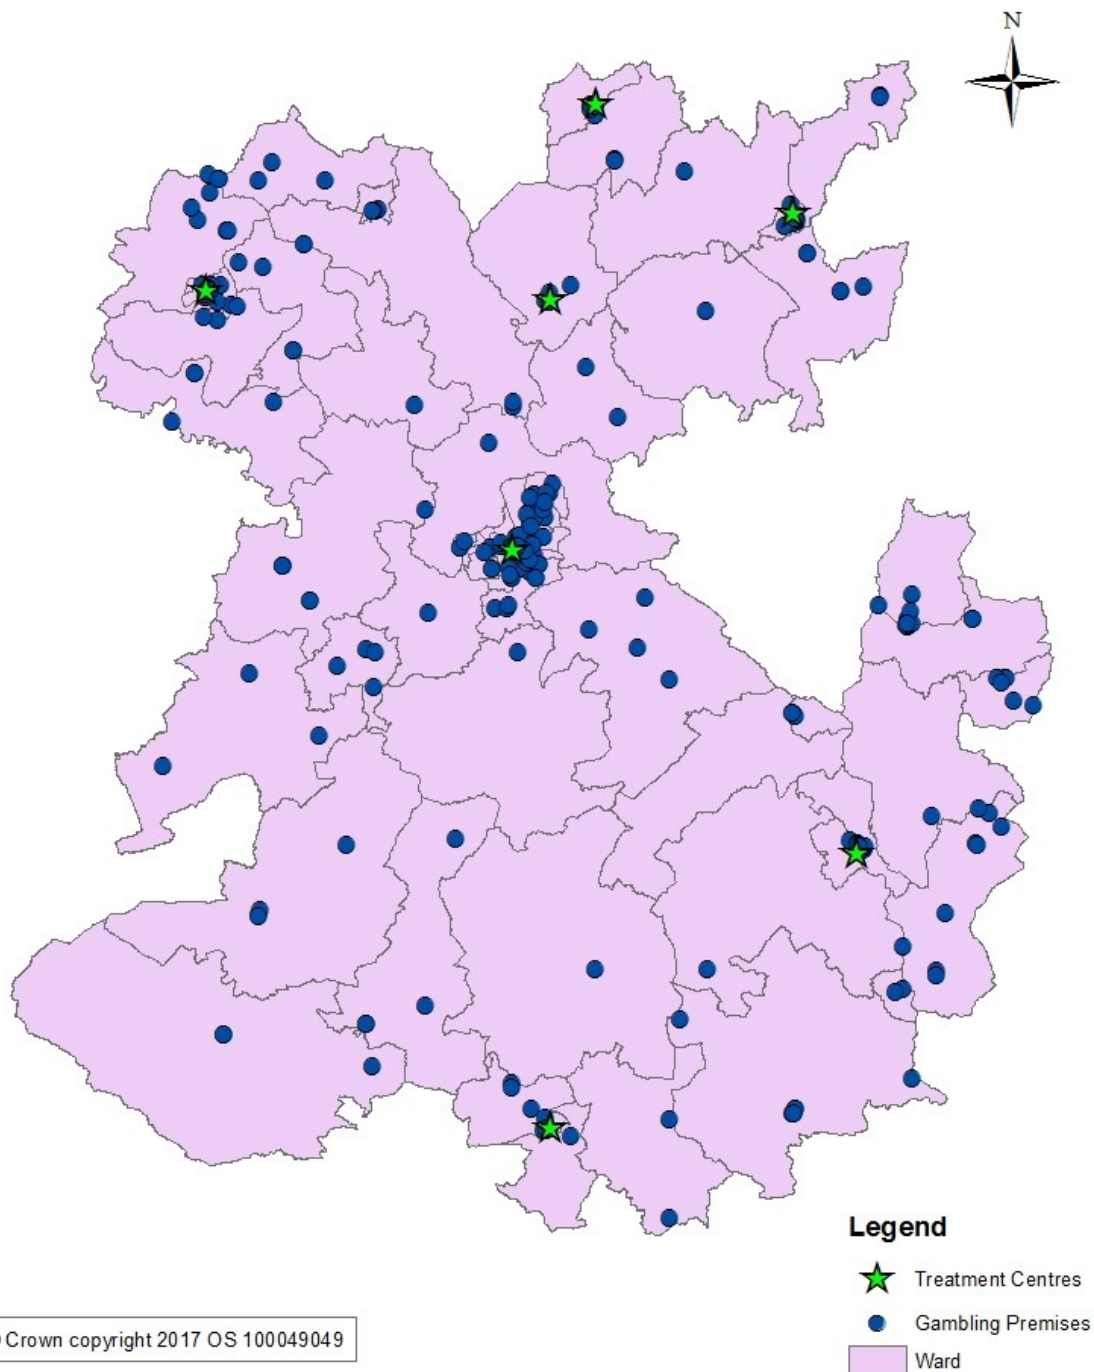 N
Legend
Treatment Centres
Gambling Premises
Ward
Crown copyright 2017 OS 100049049